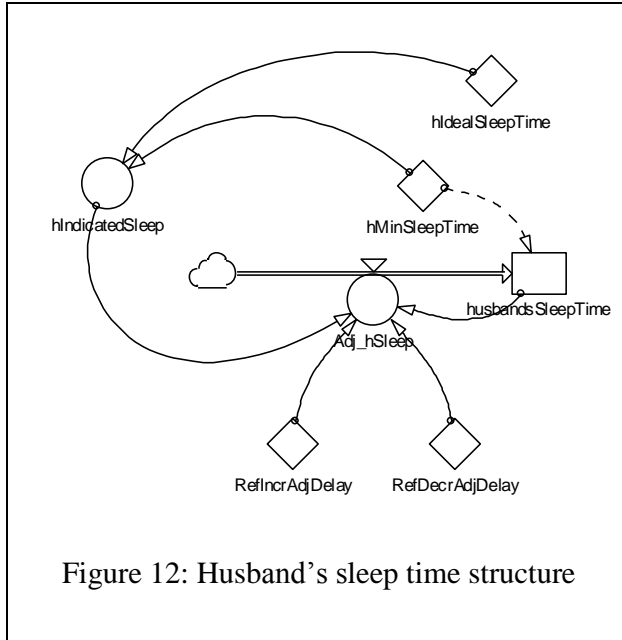 hIdealSleepTime
hIndicatedSleep
hMinSleepTime
husbandsSleepTime
Adj_hSleep
RefIncrAdjDelay
RefDecrAdjDelay
Figure 12: Husband’s sleep time structure